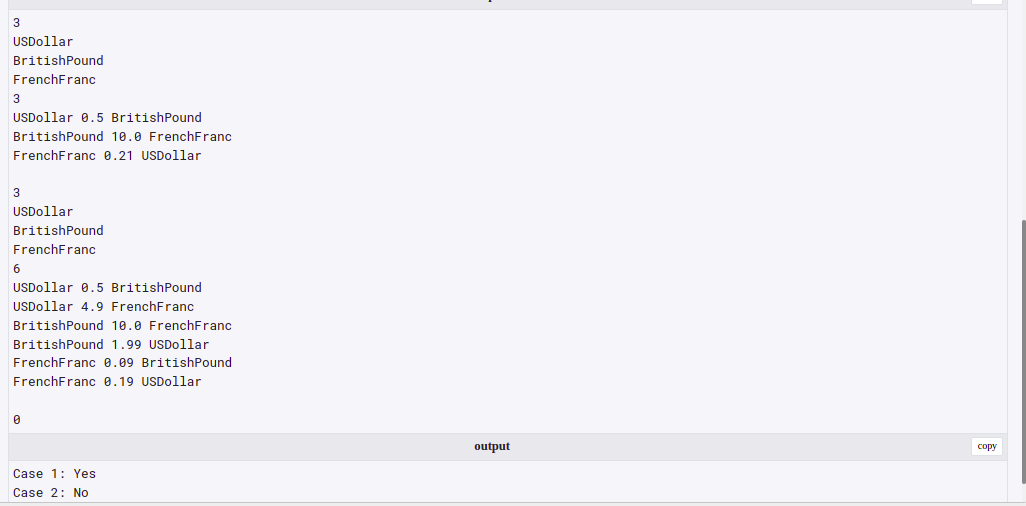 3
USDollar
BritishPound
FrenchFranc
3
USDollar 0.5 BritishPound
BritishPound 10.0 FrenchFranc
FrenchFranc 0.21 USDollar
3
USDollar
BritishPound
FrenchFranc
6
USDollar 0.5 BritishPound
USDollar 4.9 FrenchFranc
BritishPound 10.0 FrenchFranc
BritishPound 1.99 USDollar
FrenchFranc 0.09 BritishPound
FrenchFranc 0.19 USDollar
0
output
copy
Case 1: Yes
Case 2: No